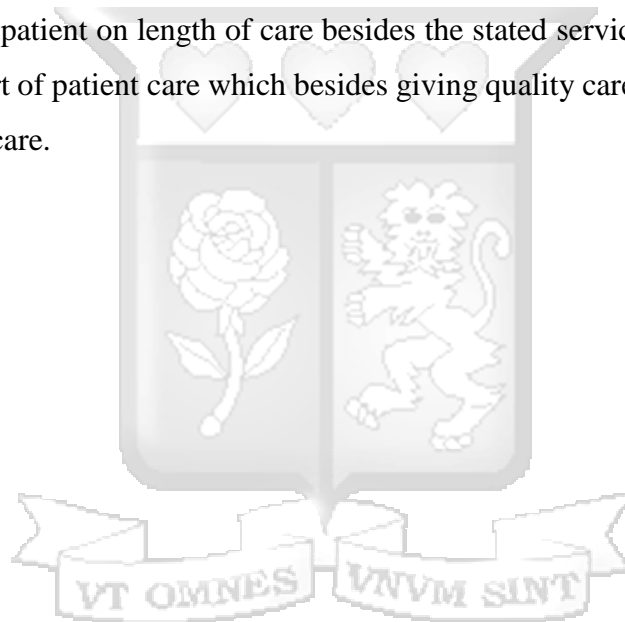 patient on length of care besides the stated servic
rt of patient care which besides giving quality care
care.
VT OMNES VNVM SINT